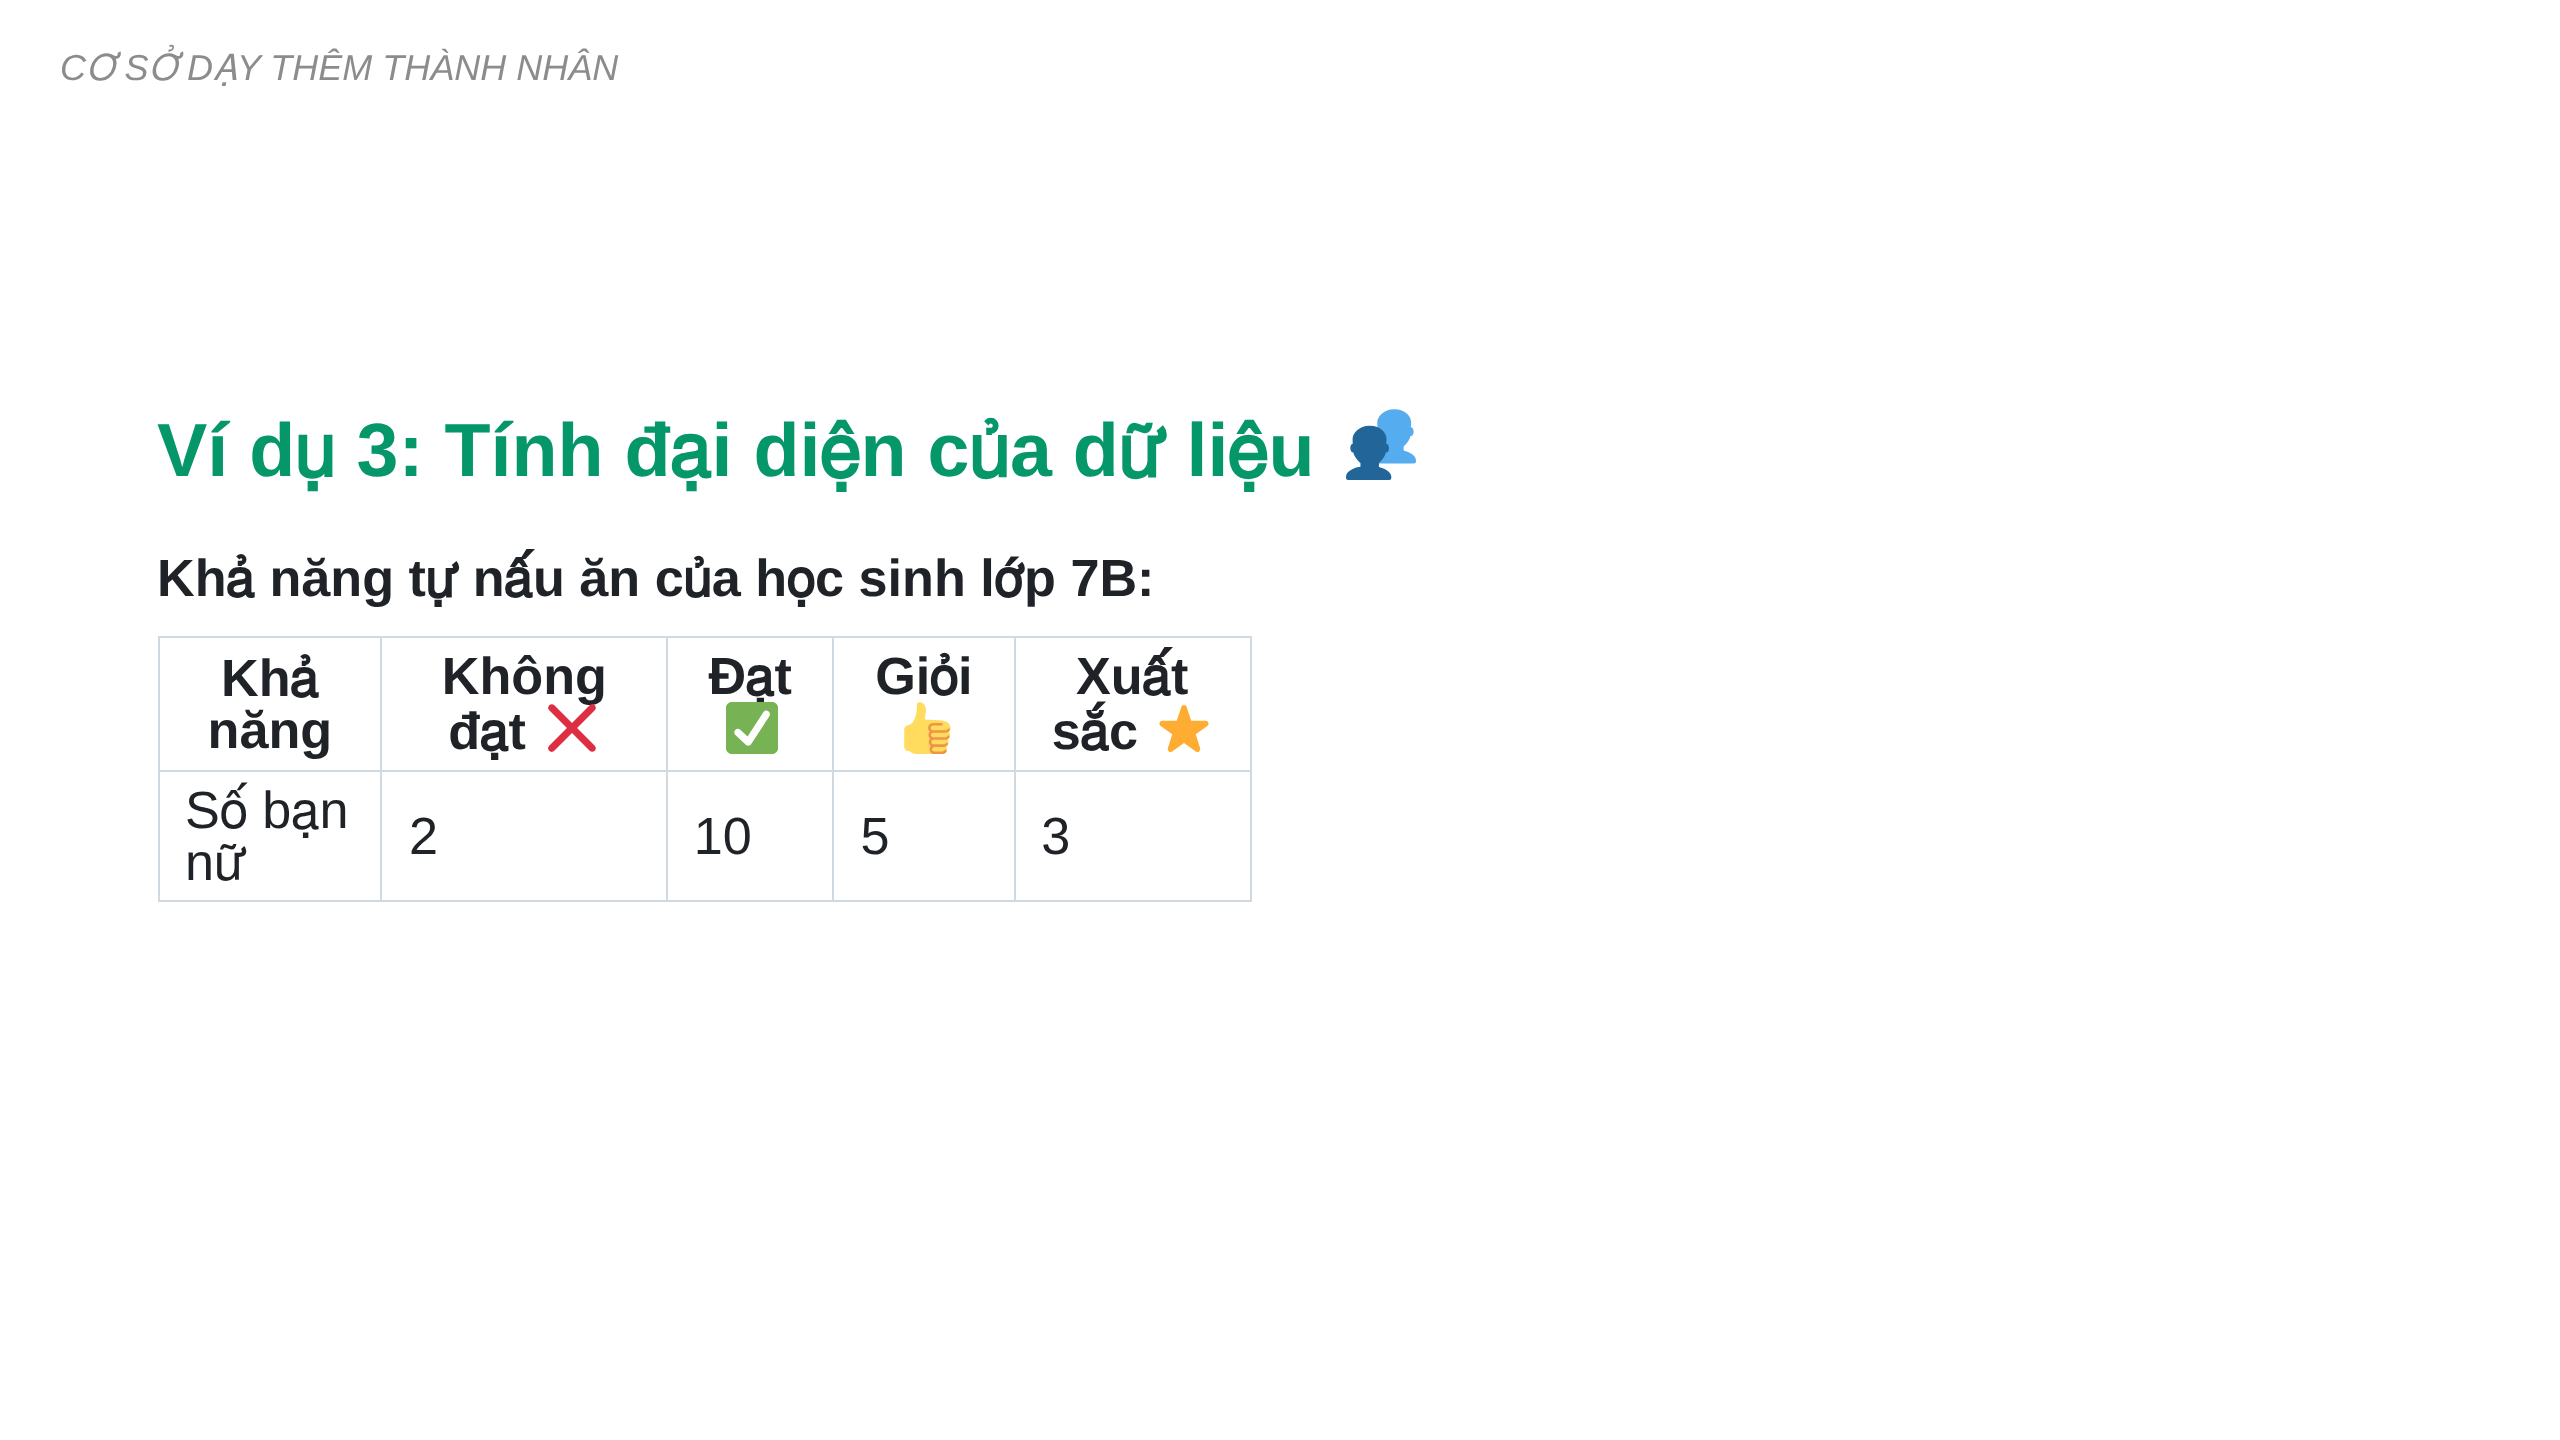 CƠ SỞ DẠY THÊM THÀNH NHÂN
Ví dụ 3: Tính đại diện của dữ liệu 👥
Khả năng tự nấu ăn của học sinh lớp 7B:
Khả năng | Không đạt ❌ | Đạt ✅ | Giỏi 👍 | Xuất sắc ⭐
Số bạn nữ | 2 | 10 | 5 | 3